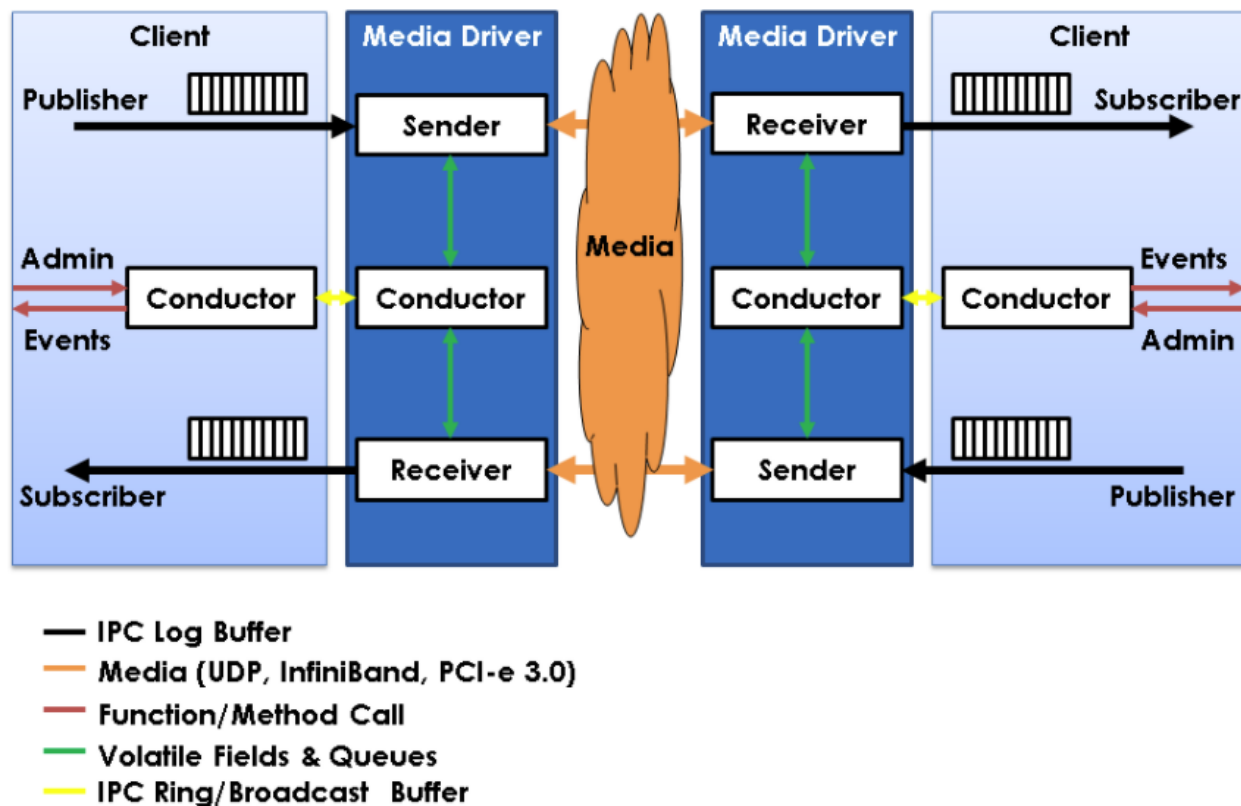 Client
Media Driver
Media Driver
Client
Publisher
Sender
Receiver
Subscriber
Admin
Conductor
Conductor
Media
Conductor
Conductor
Events
Events
Admin
Subscriber
Receiver
Sender
Publisher
IPC Log Buffer
Media (UDP, InfiniBand, PCI-e 3.0)
Function/Method Call
Volatile Fields & Queues
IPC Ring/Broadcast Buffer